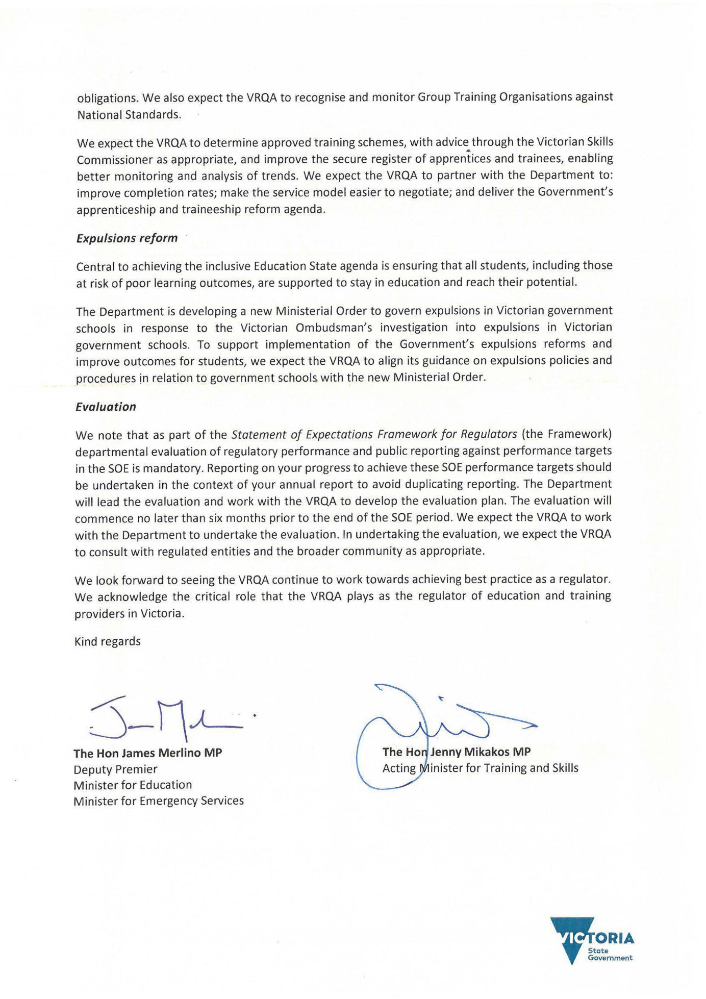 obligations. We also expect the VRQA to recognise and monitor Group Training Organisations against
National Standards.
We expect the VRQA to determine approved training schemes, with advice through the Victorian Skills
Commissioner as appropriate, and improve the secure register of apprentices and trainees, enabling
better monitoring and analysis of trends. We expect the VRQA to partner with the Department to:
improve completion rates; make the service model easier to negotiate; and deliver the Government's
apprenticeship and traineeship reform agenda.
Expulsions reform
Central to achieving the inclusive Education State agenda is ensuring that all students, including those
at risk of poor learning outcomes, are supported to stay in education and reach their potential.
The Department is developing a new Ministerial Order to govern expulsions in Victorian government
schools in response to the Victorian Ombudsman's investigation into expulsions in Victorian
government schools. To support implementation of the Government's expulsions reforms and
improve outcomes for students, we expect the VRQA to align its guidance on expulsions policies and
procedures in relation to government schools with the new Ministerial Order.
Evaluation
We note that as part of the Statement of Expectations Framework for Regulators (the Framework)
departmental evaluation of regulatory performance and public reporting against performance targets
in the SOE is mandatory. Reporting on your progress to achieve these SOE performance targets should
be undertaken in the context of your annual report to avoid duplicating reporting. The Department
will lead the evaluation and work with the VRQA to develop the evaluation plan. The evaluation will
commence no later than six months prior to the end of the SOE period. We expect the VRQA to work
with the Department to undertake the evaluation. In undertaking the evaluation, we expect the VRQA
to consult with regulated entities and the broader community as appropriate.
We look forward to seeing the VRQA continue to work towards achieving best practice as a regulator.
We acknowledge the critical role that the VRQA plays as the regulator of education and training
providers in Victoria.
Kind regards
The Hon James Merlino MP
Deputy Premier
Minister for Education
Minister for Emergency Services
The Hon Jenny Mikakos MP
Acting Minister for Training and Skills
VICTORIA
State
Government